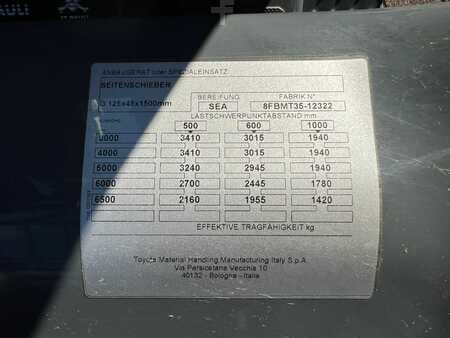 ANBAUGERÄT oder SPEZIALEINSATZ
SEITENSCHIEBER
BEREIFUNG FABRIK N°
G 125x45x1500mm SEA 8FBMT35-12322
LASTSCHWERPUNKTABSTAND mm
500 600 1000
3410 3015 1940
4000 3410 3015 1940
5000 3240 2945 1940
6000 2700 2445 1780
6500 2160 1955 1420
EFFEKTIVE TRAGFÄHIGKEIT kg
Toyota Material Handling Manufacturing Italy S.p.A.
Via Persicetana Vecchia 10
40132 - Bologna - Italia